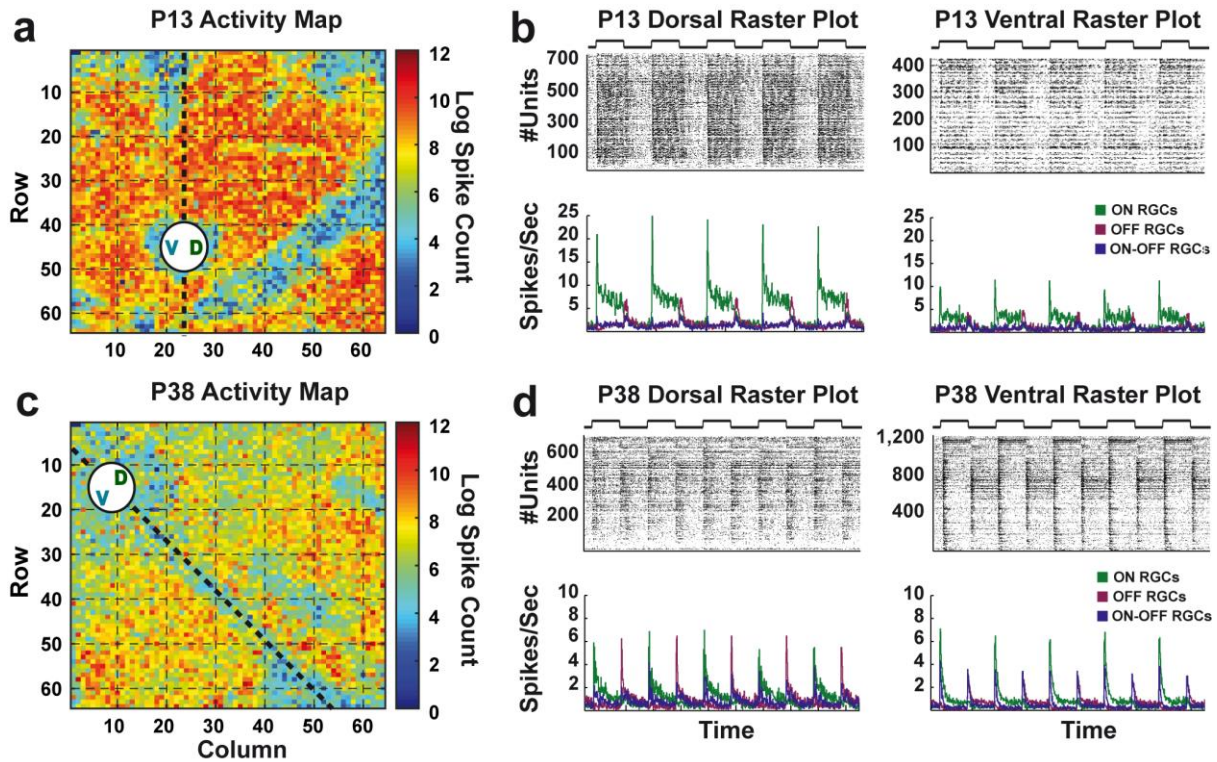 a
P13 Activity Map
10
20
30
40
50
60
Row
V D
10 20 30 40 50 60
12
10
8
6
4
2
0
Log Spike Count
b
P13 Dorsal Raster Plot
700
500
300
100
#Units
25
20
15
10
5
Spikes/Sec
P13 Ventral Raster Plot
400
300
200
100
25
20
15
10
5
ON RGCs
OFF RGCs
ON-OFF RGCs
c
P38 Activity Map
10
20
30
40
50
60
Row
D
V
10 20 30 40 50 60
Column
12
10
8
6
4
2
0
Log Spike Count
d
P38 Dorsal Raster Plot
600
400
200
#Units
10
8
6
4
2
Spikes/Sec
Time
P38 Ventral Raster Plot
1,200
800
400
10
8
6
4
2
ON RGCs
OFF RGCs
ON-OFF RGCs
Time